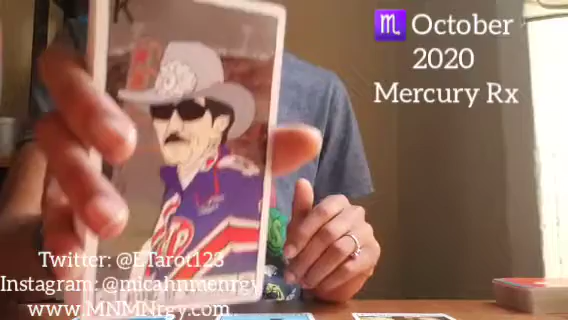 ♏ October
2020
Mercury Rx
K
Twitter: @ETarot123
Instagram: @micahnmenrgy
www.MNMNrgy.com